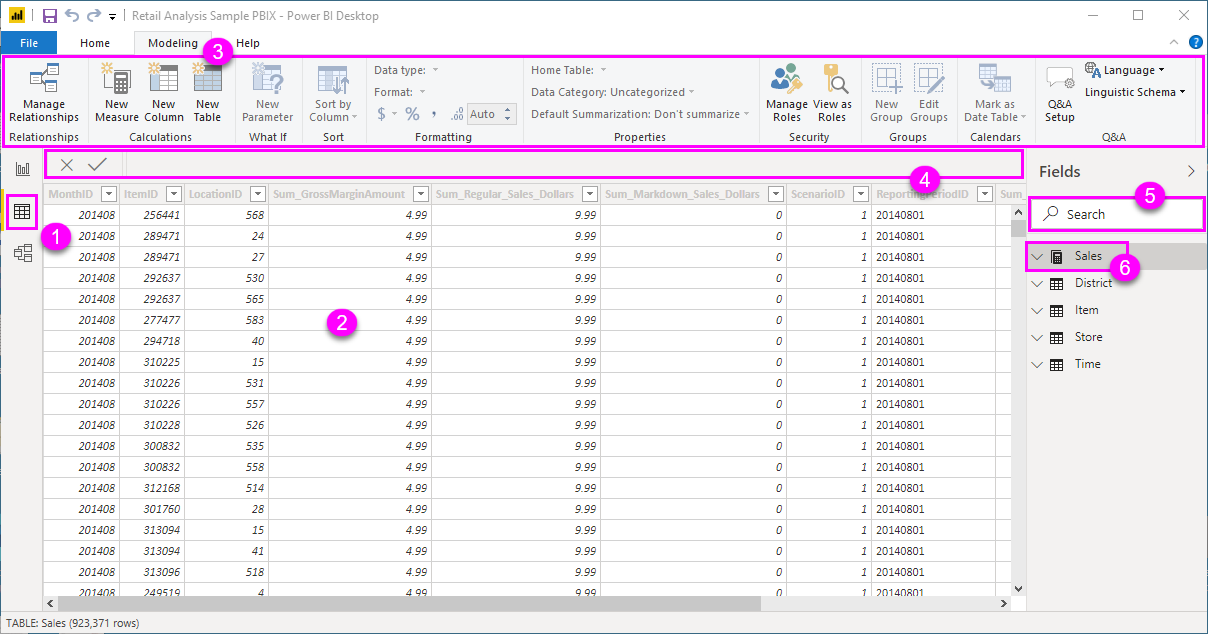 Retail Analysis Sample PBIX - Power BI Desktop
File Home Modeling Help
3
Manage Relationships
New Measure
New Column
New Table
New Parameter
Sort by Column
Data type:
Format:
$ % , .00 Auto
Home Table:
Data Category: Uncategorized
Default Summarization: Don't summarize
Manage Roles
View as Roles
New Group
Edit Groups
Mark as Date Table
Q&A Setup
Language
Linguistic Schema
Relationships Calculations What If Sort Formatting Properties Security Groups Calendars Q&A
4
MonthID ItemID LocationID Sum_GrossMarginAmount Sum_Regular_Sales_Dollars Sum_Markdown_Sales_Dollars ScenarioID ReportingPeriodID Sum_
201408 256441 568 4.99 9.99 0 1 20140801
201408 289471 24 4.99 9.99 0 1 20140801
1
201408 289471 27 4.99 9.99 0 1 20140801
201408 292637 530 4.99 9.99 0 1 20140801
201408 292637 565 4.99 9.99 0 1 20140801
201408 277477 583 4.99 9.99 0 1 20140801
2
201408 294718 40 4.99 9.99 0 1 20140801
201408 310225 15 4.99 9.99 0 1 20140801
201408 310226 531 4.99 9.99 0 1 20140801
201408 310226 557 4.99 9.99 0 1 20140801
201408 310228 526 4.99 9.99 0 1 20140801
201408 300832 535 4.99 9.99 0 1 20140801
201408 300832 558 4.99 9.99 0 1 20140801
201408 312168 514 4.99 9.99 0 1 20140801
201408 301760 28 4.99 9.99 0 1 20140801
201408 313094 15 4.99 9.99 0 1 20140801
201408 313094 41 4.99 9.99 0 1 20140801
201408 313096 518 4.99 9.99 0 1 20140801
201408 249519 4 4.99 9.99 0 1 20140801
Fields
5
Search
Sales
6
District
Item
Store
Time
TABLE: Sales (923,371 rows)